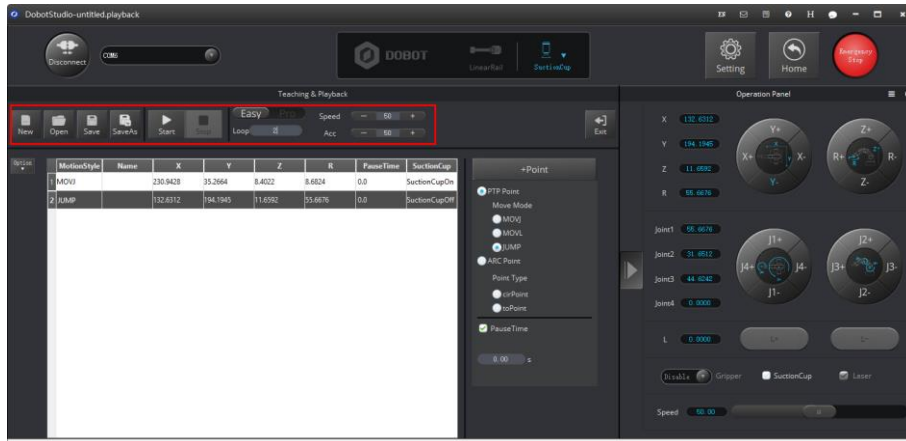 DobotStudio-untitled.playback
H
Disconnect
COM6
DOBOT
LinearRail
SuctionCup
Setting
Home
Emergency
Stop
Teaching & Playback
Operation Panel
New
Open
Save
SaveAs
Start
Stop
Easy
Pro
Loop
Speed
— 50 +
Acc
— 50 +
Exit
MotionStyle Name X Y Z R PauseTime SuctionCup
1 MOVJ 230.9428 35.2664 8.4022 8.6824 0.0 SuctionCupOn
2 JUMP 132.6312 194.1945 11.6592 55.6676 0.0 SuctionCupOff
+Point
PTP Point
Move Mode
MOVJ
MOVL
JUMP
ARC Point
Point Type
cirPoint
toPoint
PauseTime
0.00 s
X 132.6312
Y 194.1945
Z 11.6592
R 55.6676
Y+
X+
X-
Y-
Z+
R+
R-
Z-
Joint1 55.6676
Joint2 31.6512
Joint3 44.6242
Joint4 0.0000
J1+
J4+
J4-
J1-
J2+
J3+
J3-
J2-
L 0.0000
L+
L-
Disable
Gripper
SuctionCup
Laser
Speed 50.00